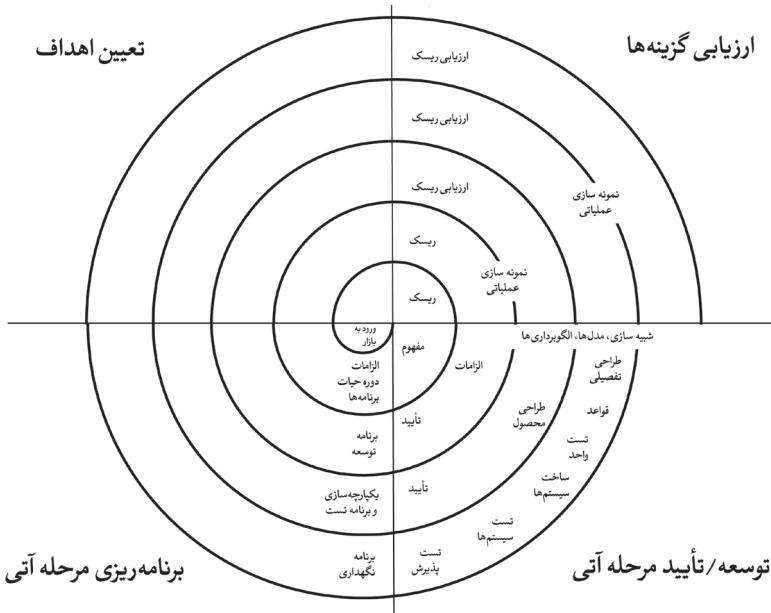 ارزیابی گزینه‌ها
تعیین اهداف
ارزیابی ریسک
ارزیابی ریسک
ارزیابی ریسک
نمونه سازی
عملیاتی
ریسک
نمونه سازی
عملیاتی
ریسک
ورود به
بازار
مفهوم
شبیه سازی، مدل‌ها، الگوبرداری‌ها
الزامات
دوره حیات
برنامه‌ها
الزامات
طراحی
تفصیلی
طراحی
محصول
قواعد
تأیید
برنامه
توسعه
تست
واحد
ساخت
سیستم‌ها
تأیید
یکپارچه‌سازی
و برنامه تست
تست
سیستم‌ها
تست
پذیرش
برنامه
نگهداری
توسعه/تأیید مرحله آتی
برنامه‌ریزی مرحله آتی